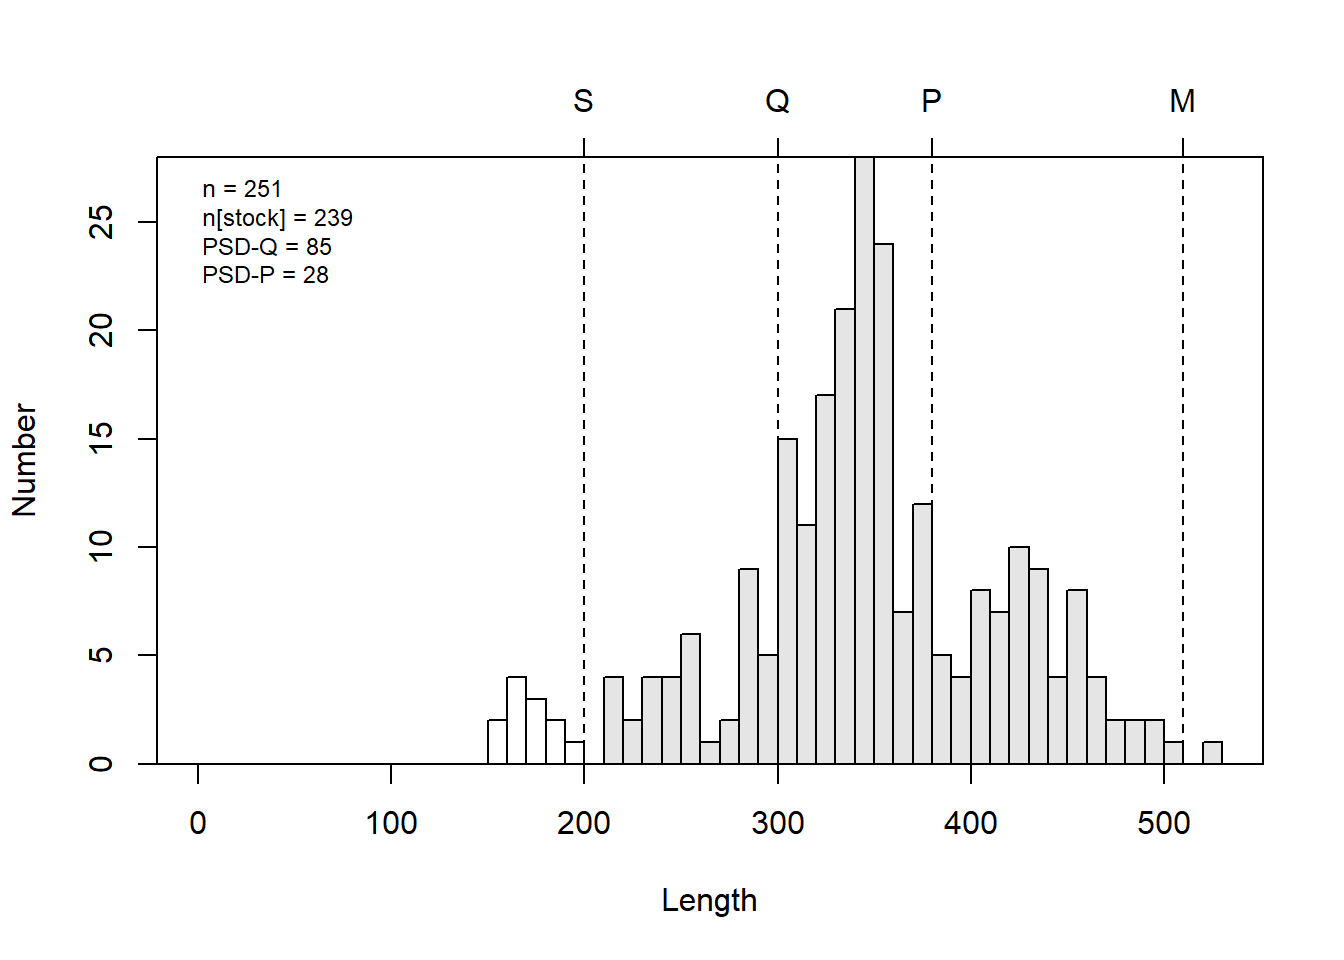 S Q P M
n = 251
n[stock] = 239
PSD-Q = 85
PSD-P = 28
Number
25
20
15
10
5
0
0 100 200 300 400 500
Length